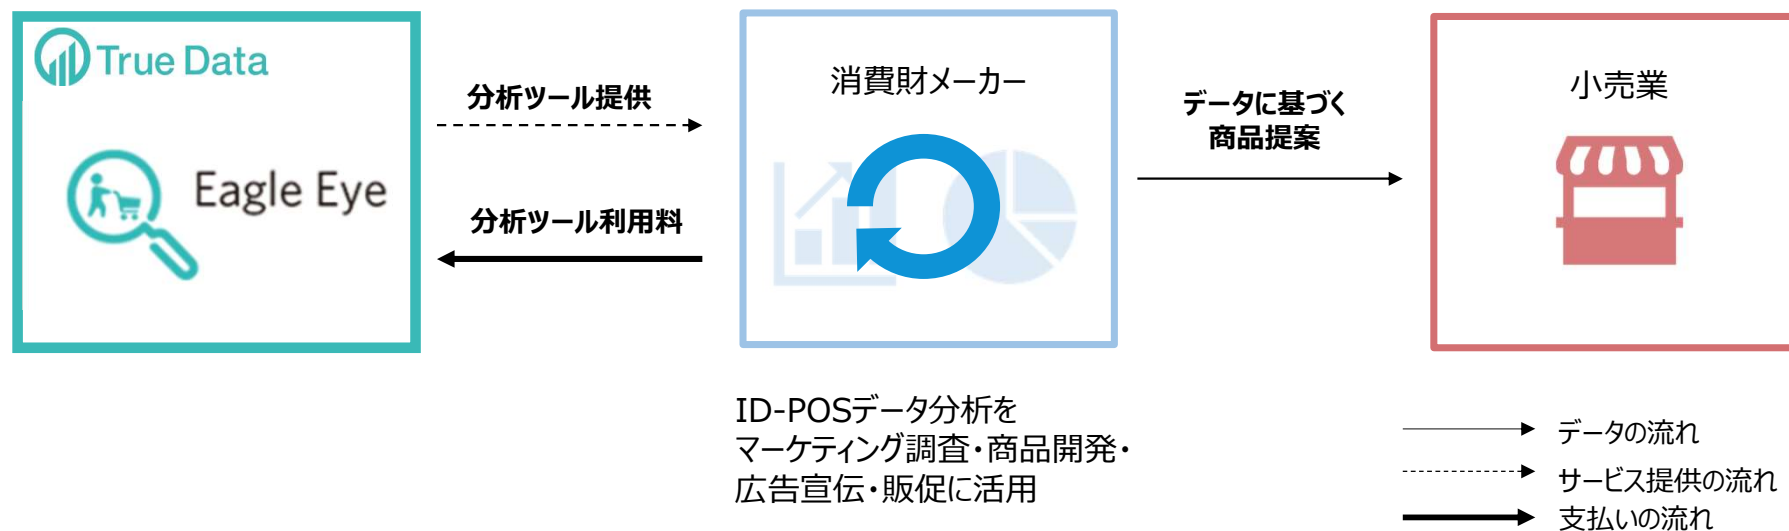 True Data
Eagle Eye
分析ツール提供
分析ツール利用料
消費財メーカー
データに基づく
商品提案
小売業
ID-POSデータ分析を
マーケティング調査・商品開発・
広告宣伝・販促に活用
データの流れ
サービス提供の流れ
支払いの流れ